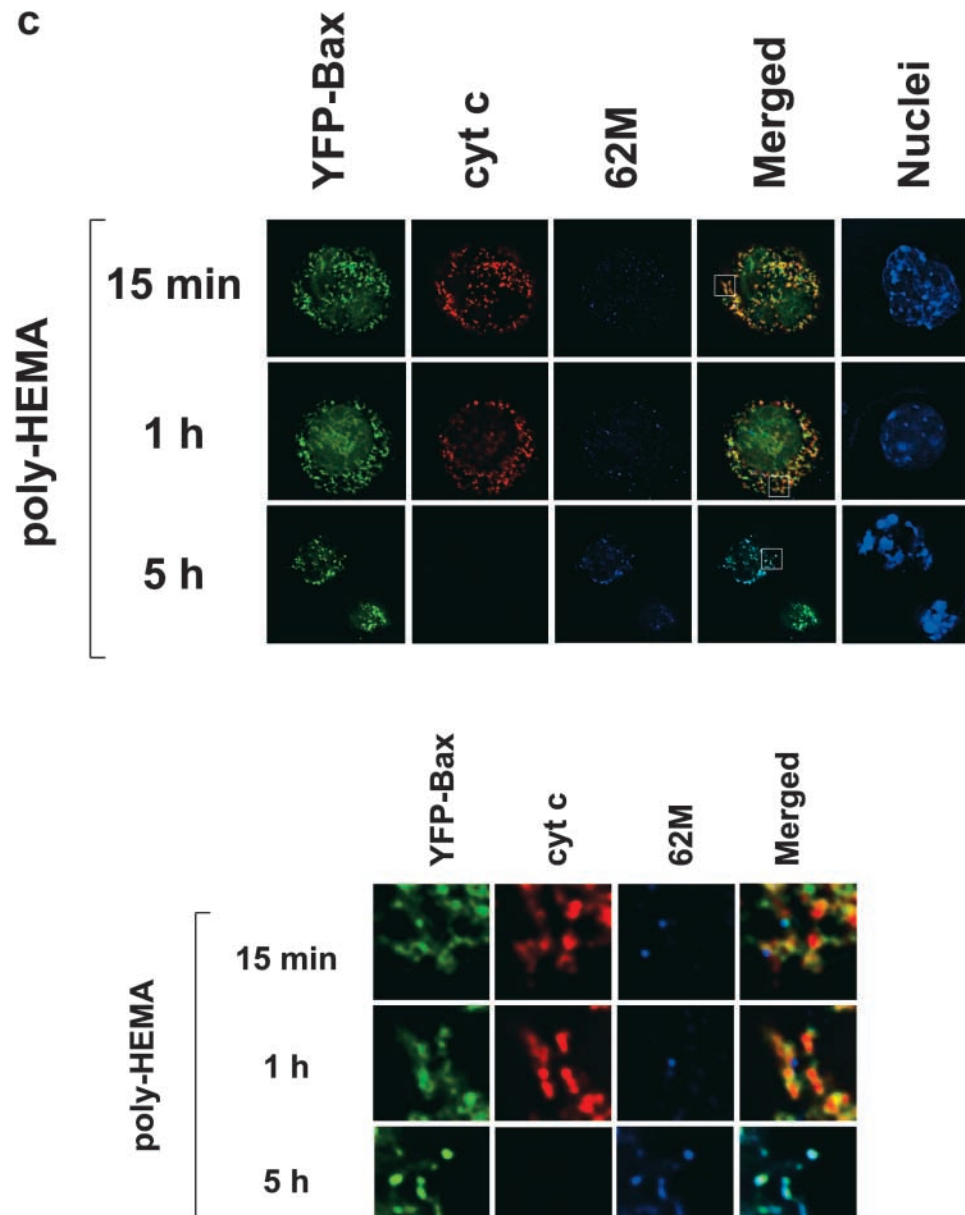 c
YFP-Bax cyt c 62M Merged Nuclei
poly-HEMA
15 min
1 h
5 h
YFP-Bax cyt c 62M Merged
poly-HEMA
15 min
1 h
5 h